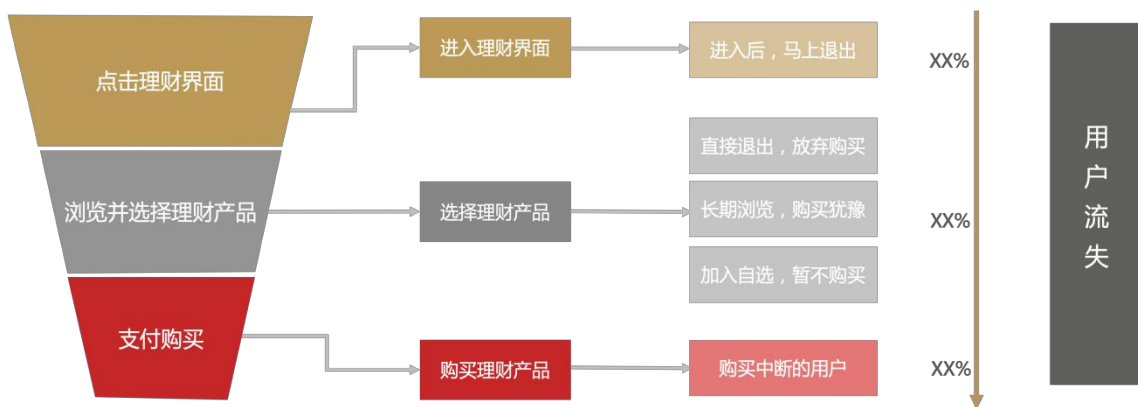 点击理财界面
进入理财界面
进入后，马上退出
XX%
浏览并选择理财产品
选择理财产品
直接退出，放弃购买
长期浏览，购买犹豫
加入自选，暂不购买
XX%
支付购买
购买理财产品
购买中断的用户
XX%
用
户
流
失